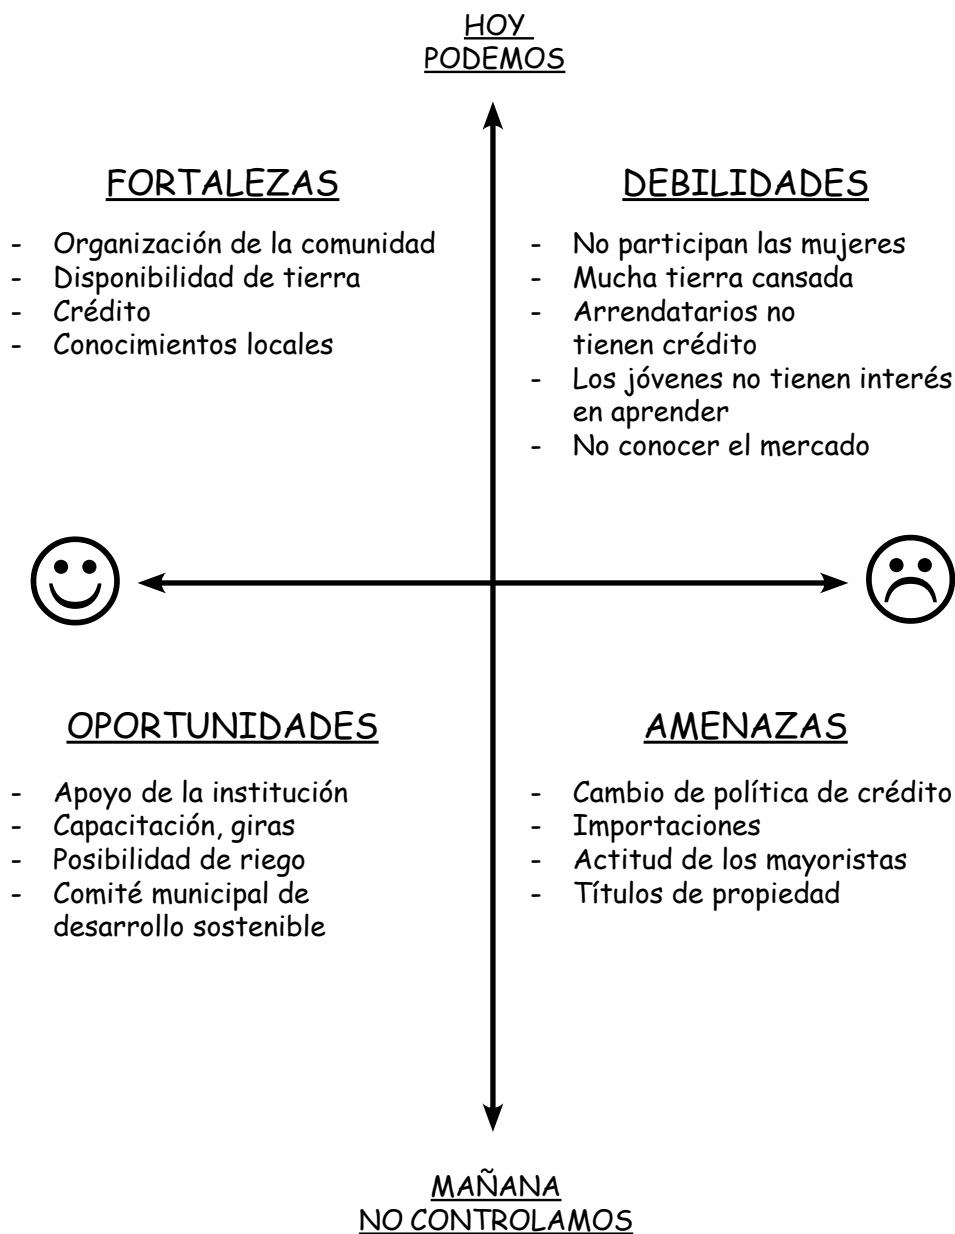 HOY
PODEMOS
FORTALEZAS
- Organización de la comunidad
- Disponibilidad de tierra
- Crédito
- Conocimientos locales
DEBILIDADES
- No participan las mujeres
- Mucha tierra cansada
- Arrendatarios no
tienen crédito
- Los jóvenes no tienen interés
en aprender
- No conocer el mercado
OPORTUNIDADES
- Apoyo de la institución
- Capacitación, giras
- Posibilidad de riego
- Comité municipal de
desarrollo sostenible
AMENAZAS
- Cambio de política de crédito
- Importaciones
- Actitud de los mayoristas
- Títulos de propiedad
MAÑANA
NO CONTROLAMOS